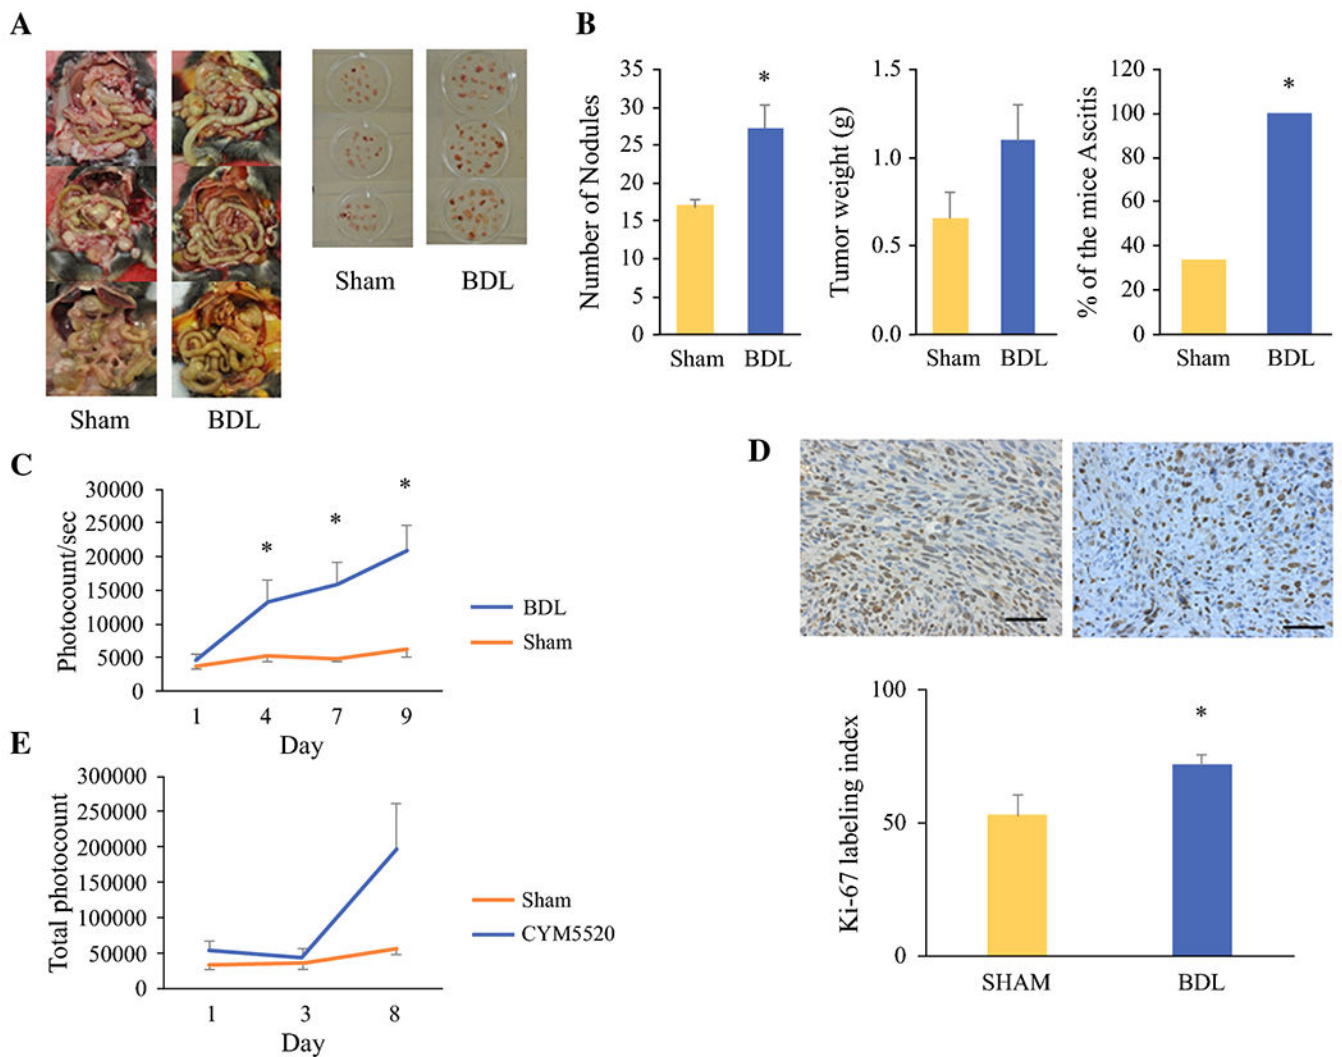 A
Sham
BDL
Sham
BDL
B
Number of Nodules
35
30
25
20
15
10
5
0
*
Sham
BDL
Tumor weight (g)
1.5
1.0
0.5
0.0
Sham
BDL
% of the mice Ascitis
120
100
80
60
40
20
0
*
Sham
BDL
C
Photocount/sec
30000
25000
20000
15000
10000
5000
0
*
*
*
1
4
7
9
Day
BDL
Sham
D
Ki-67 labeling index
100
50
0
*
SHAM
BDL
E
Total photocount
300000
250000
200000
150000
100000
50000
0
1
3
8
Day
Sham
CYM5520